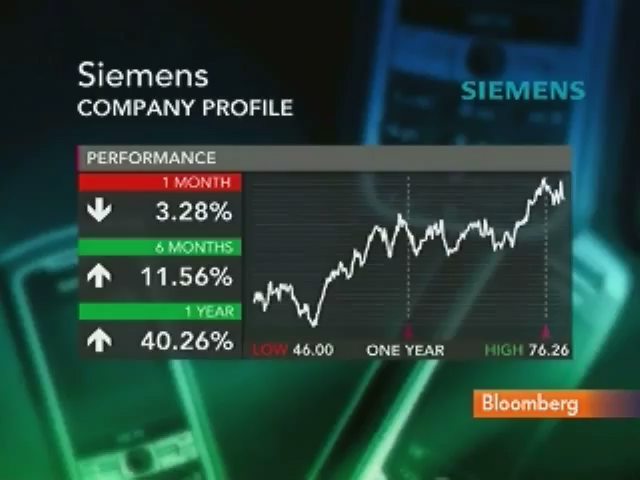 Siemens
COMPANY PROFILE
SIEMENS
PERFORMANCE
1 MONTH
3.28%
6 MONTHS
11.56%
1 YEAR
40.26%
LOW 46.00 ONE YEAR HIGH 76.26
Bloomberg